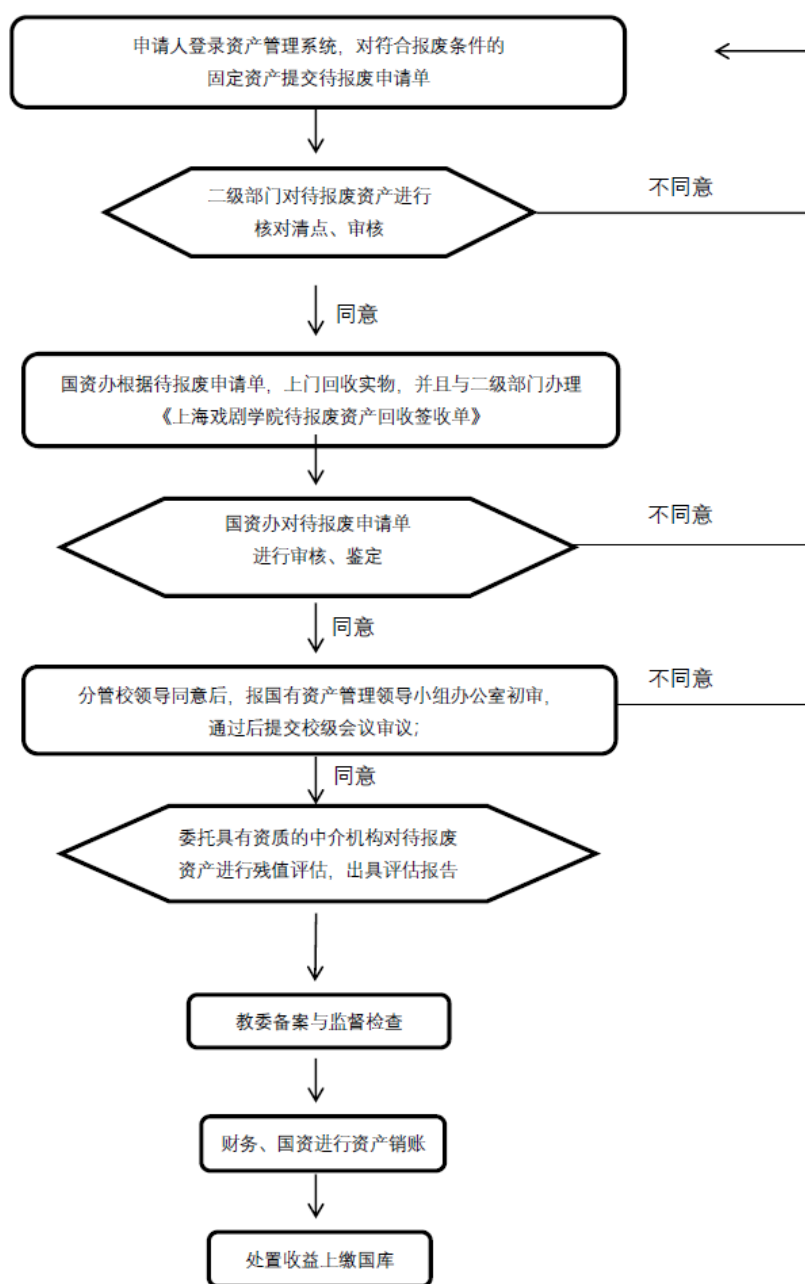 申请人登录资产管理系统，对符合报废条件的
固定资产提交待报废申请单
二级部门对待报废资产进行
核对清点、审核
不同意
同意
国资办根据待报废申请单，上门回收实物，并且与二级部门办理
《上海戏剧学院待报废资产回收签收单》
国资办对待报废申请单
进行审核、鉴定
不同意
同意
分管校领导同意后，报国有资产管理领导小组办公室初审，
通过后提交校级会议审议；
不同意
同意
委托具有资质的中介机构对待报废
资产进行残值评估，出具评估报告
教委备案与监督检查
财务、国资进行资产销账
处置收益上缴国库